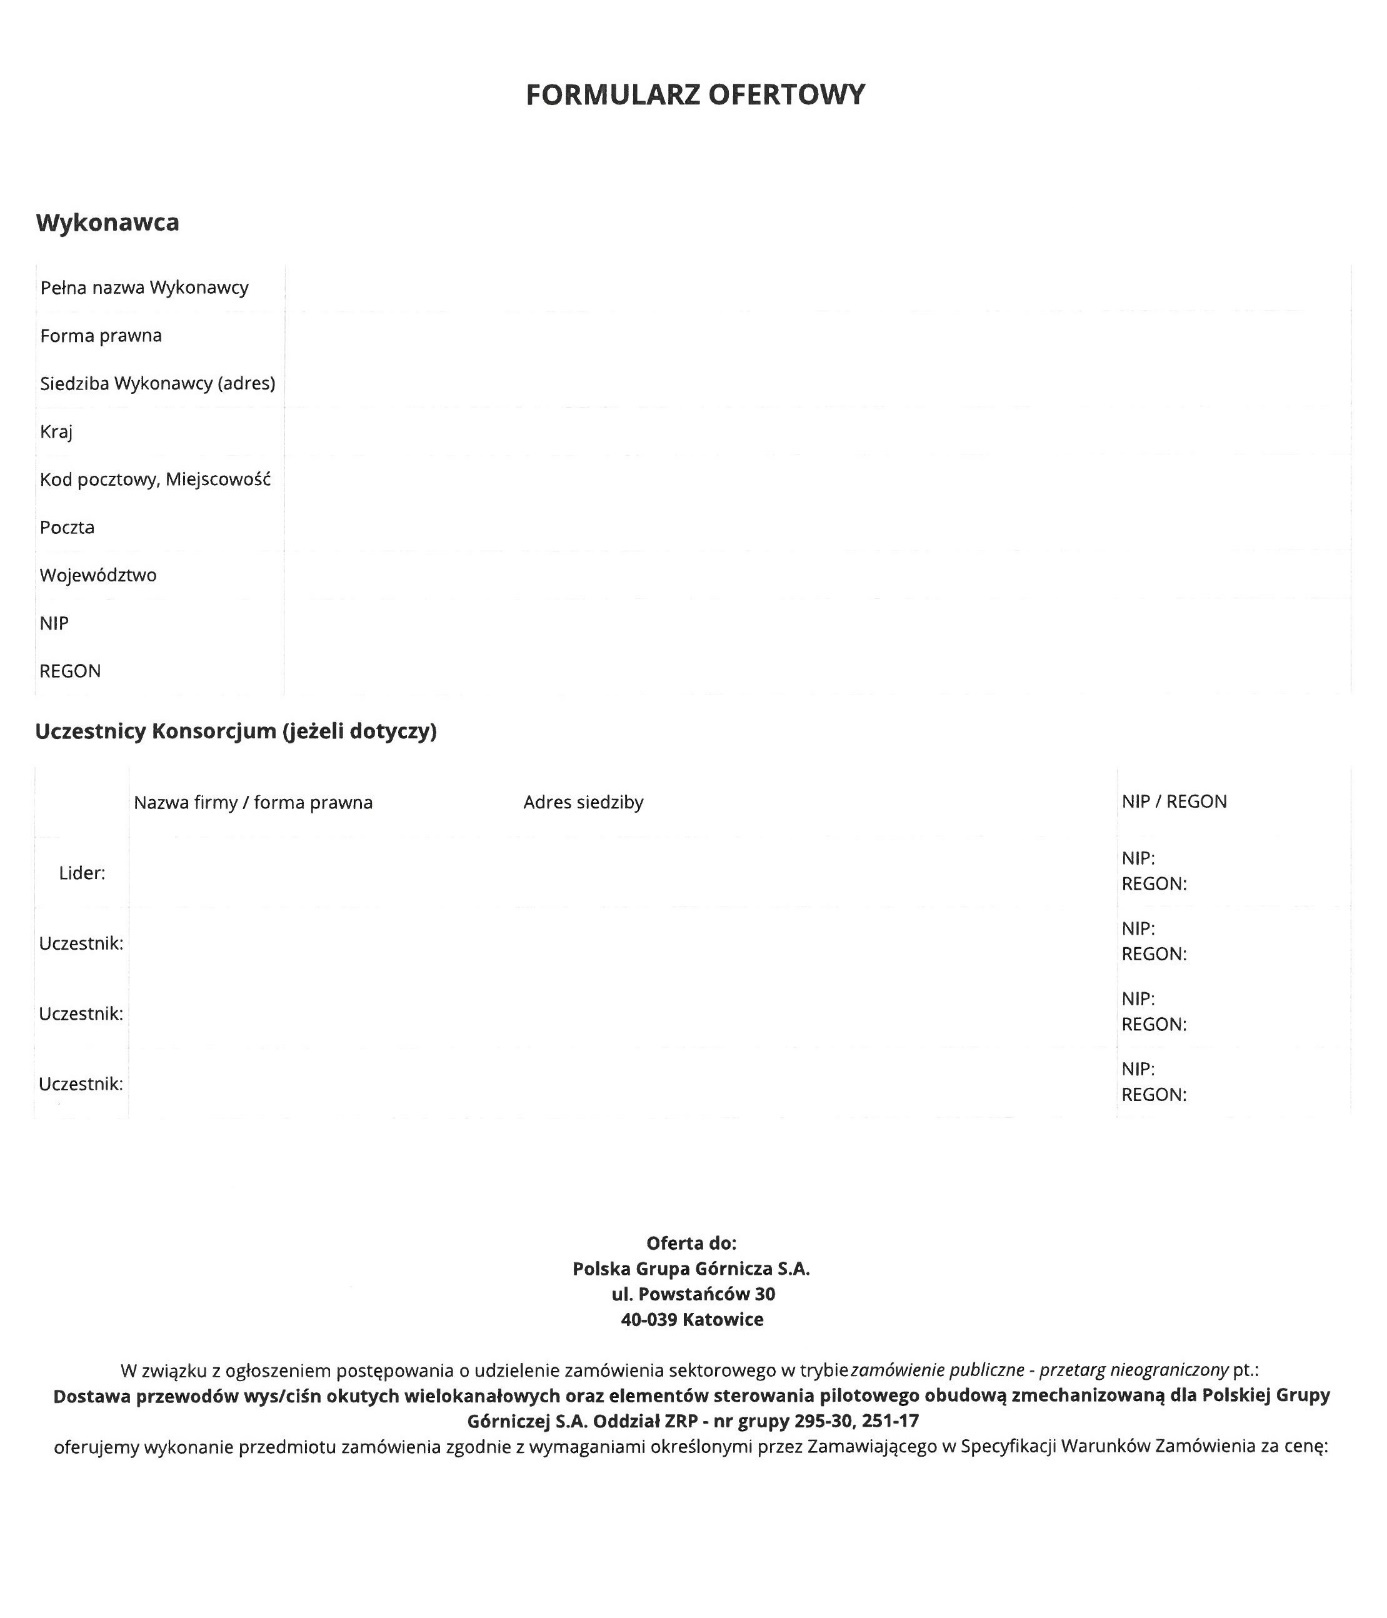 FORMULARZ OFERTOWY
Wykonawca
Pełna nazwa Wykonawcy
Forma prawna
Siedziba Wykonawcy (adres)
Kraj
Kod pocztowy, Miejscowość
Poczta
Województwo
NIP
REGON
Uczestnicy Konsorcjum (jeżeli dotyczy)
Nazwa firmy / forma prawna Adres siedziby NIP / REGON
Lider:
NIP:
REGON:
Uczestnik:
NIP:
REGON:
Uczestnik:
NIP:
REGON:
Uczestnik:
NIP:
REGON:
Oferta do:
Polska Grupa Górnicza S.A.
ul. Powstańców 30
40-039 Katowice
W związku z ogłoszeniem postępowania o udzielenie zamówienia sektorowego w trybie zamówienie publiczne - przetarg nieograniczony pt.:
Dostawa przewodów wys/ciśn okutych wielokanałowych oraz elementów sterowania pilotowego obudową zmechanizowaną dla Polskiej Grupy
Górniczej S.A. Oddział ZRP - nr grupy 295-30, 251-17
oferujemy wykonanie przedmiotu zamówienia zgodnie z wymaganiami określonymi przez Zamawiającego w Specyfikacji Warunków Zamówienia za cenę: